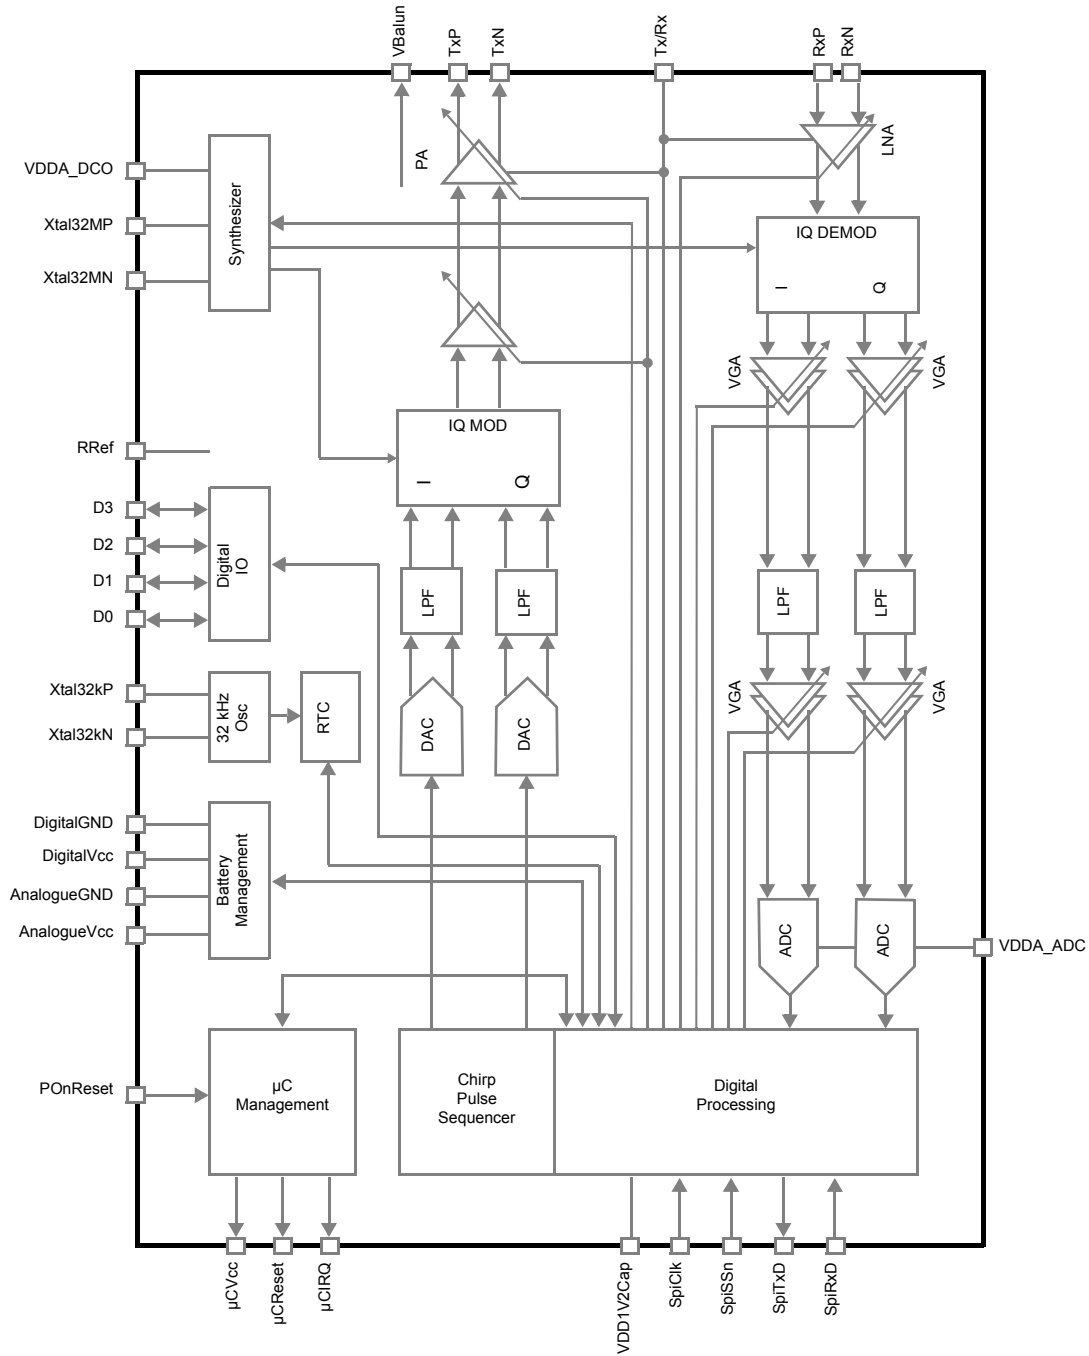 VBalun
TxP
TxN
Tx/Rx
RxP
RxN
PA
LNA
VDDA_DCO
Xtal32MP
Xtal32MN
Synthesizer
IQ DEMOD
I
Q
VGA
VGA
IQ MOD
I
Q
RRef
D3
D2
D1
D0
Digital
IO
LPF
LPF
LPF
LPF
Xtal32kP
Xtal32kN
32 kHz
Osc
RTC
DAC
DAC
VGA
VGA
DigitalGND
DigitalVcc
AnalogueGND
AnalogueVcc
Battery
Management
ADC
ADC
VDDA_ADC
POnReset
µC
Management
Chirp
Pulse
Sequencer
Digital
Processing
µCVcc
µCReset
µCIRQ
VDD1V2Cap
SpiClk
SpiSSn
SpiTxD
SpiRxD